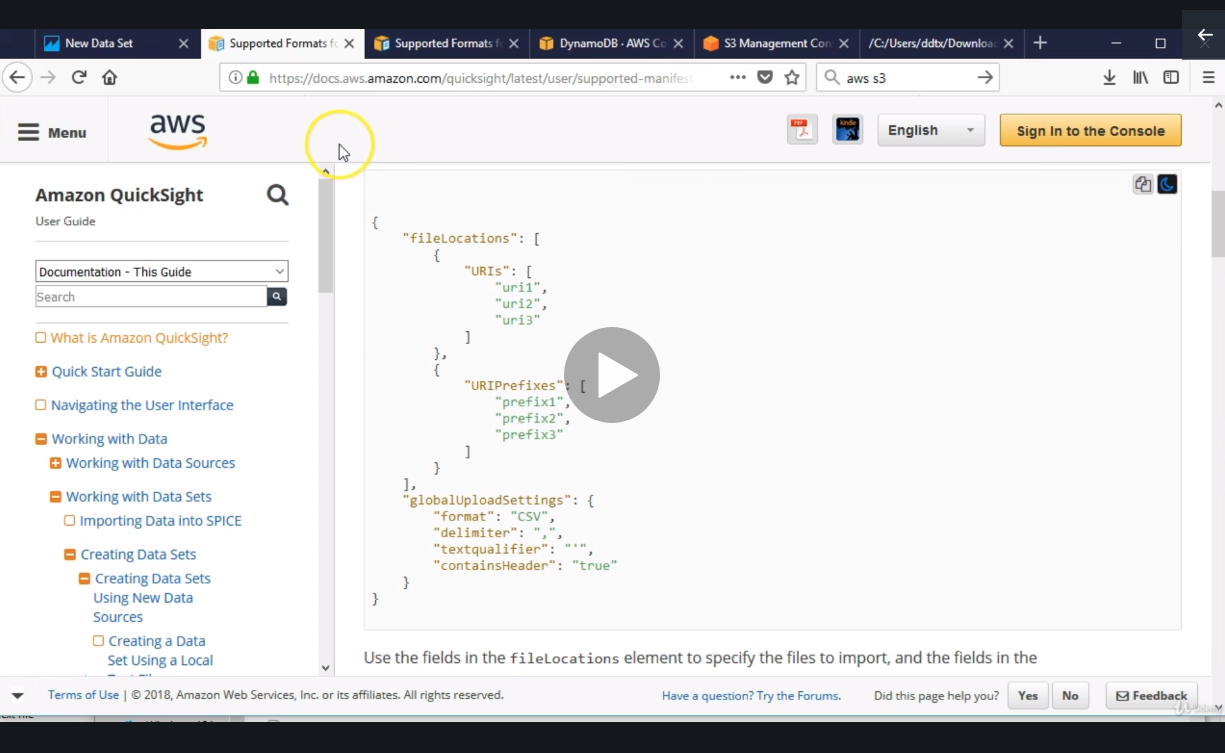 New Data Set
Supported Formats fo
Supported Formats fo
DynamoDB · AWS Co
S3 Management Con
/C:/Users/ddtx/Downloac
https://docs.aws.amazon.com/quicksight/latest/user/supported-manifest
aws s3
Menu
aws
PDF
kindle
English
Sign In to the Console
Amazon QuickSight
User Guide
Documentation - This Guide
Search
What is Amazon QuickSight?
Quick Start Guide
Navigating the User Interface
Working with Data
Working with Data Sources
Working with Data Sets
Importing Data into SPICE
Creating Data Sets
Creating Data Sets
Using New Data
Sources
Creating a Data
Set Using a Local
{
"fileLocations": [
{
"URIs": [
"uri1",
"uri2",
"uri3"
]
},
{
"URIPrefixes": [
"prefix1",
"prefix2",
"prefix3"
]
}
],
"globalUploadSettings": {
"format": "CSV",
"delimiter": ",",
"textqualifier": "'",
"containsHeader": "true"
}
}
Use the fields in the fileLocations element to specify the files to import, and the fields in the
Terms of Use | © 2018, Amazon Web Services, Inc. or its affiliates. All rights reserved.
Have a question? Try the Forums.
Did this page help you?
Yes
No
Feedback